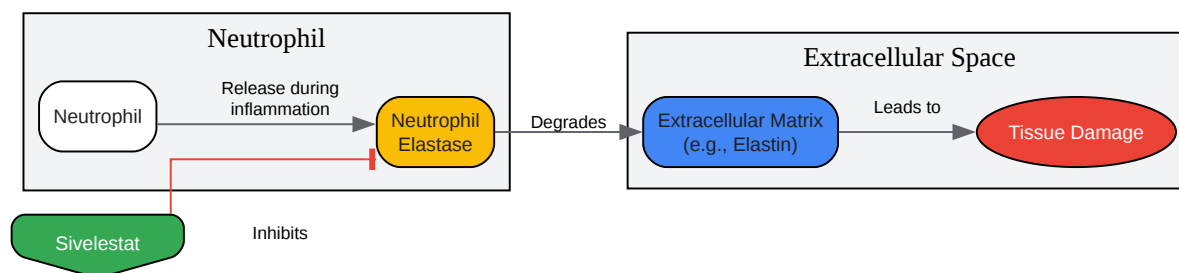 Neutrophil
Extracellular Space
Release during
inflammation
Neutrophil
Neutrophil
Elastase
Degrades
Extracellular Matrix
(e.g., Elastin)
Leads to
Tissue Damage
Sivelestat
Inhibits